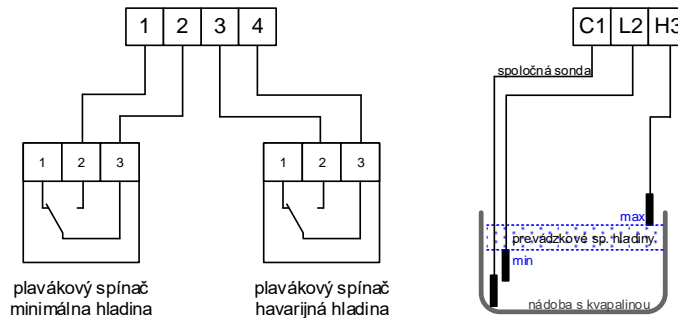 1 2 3 4
C1 L2 H3
spoločná sonda
1 2 3
1 2 3
max
prevádzkové sp. hladiny
min
plavákový spínač
minimálna hladina
plavákový spínač
havarijná hladina
nádoba s kvapalinou